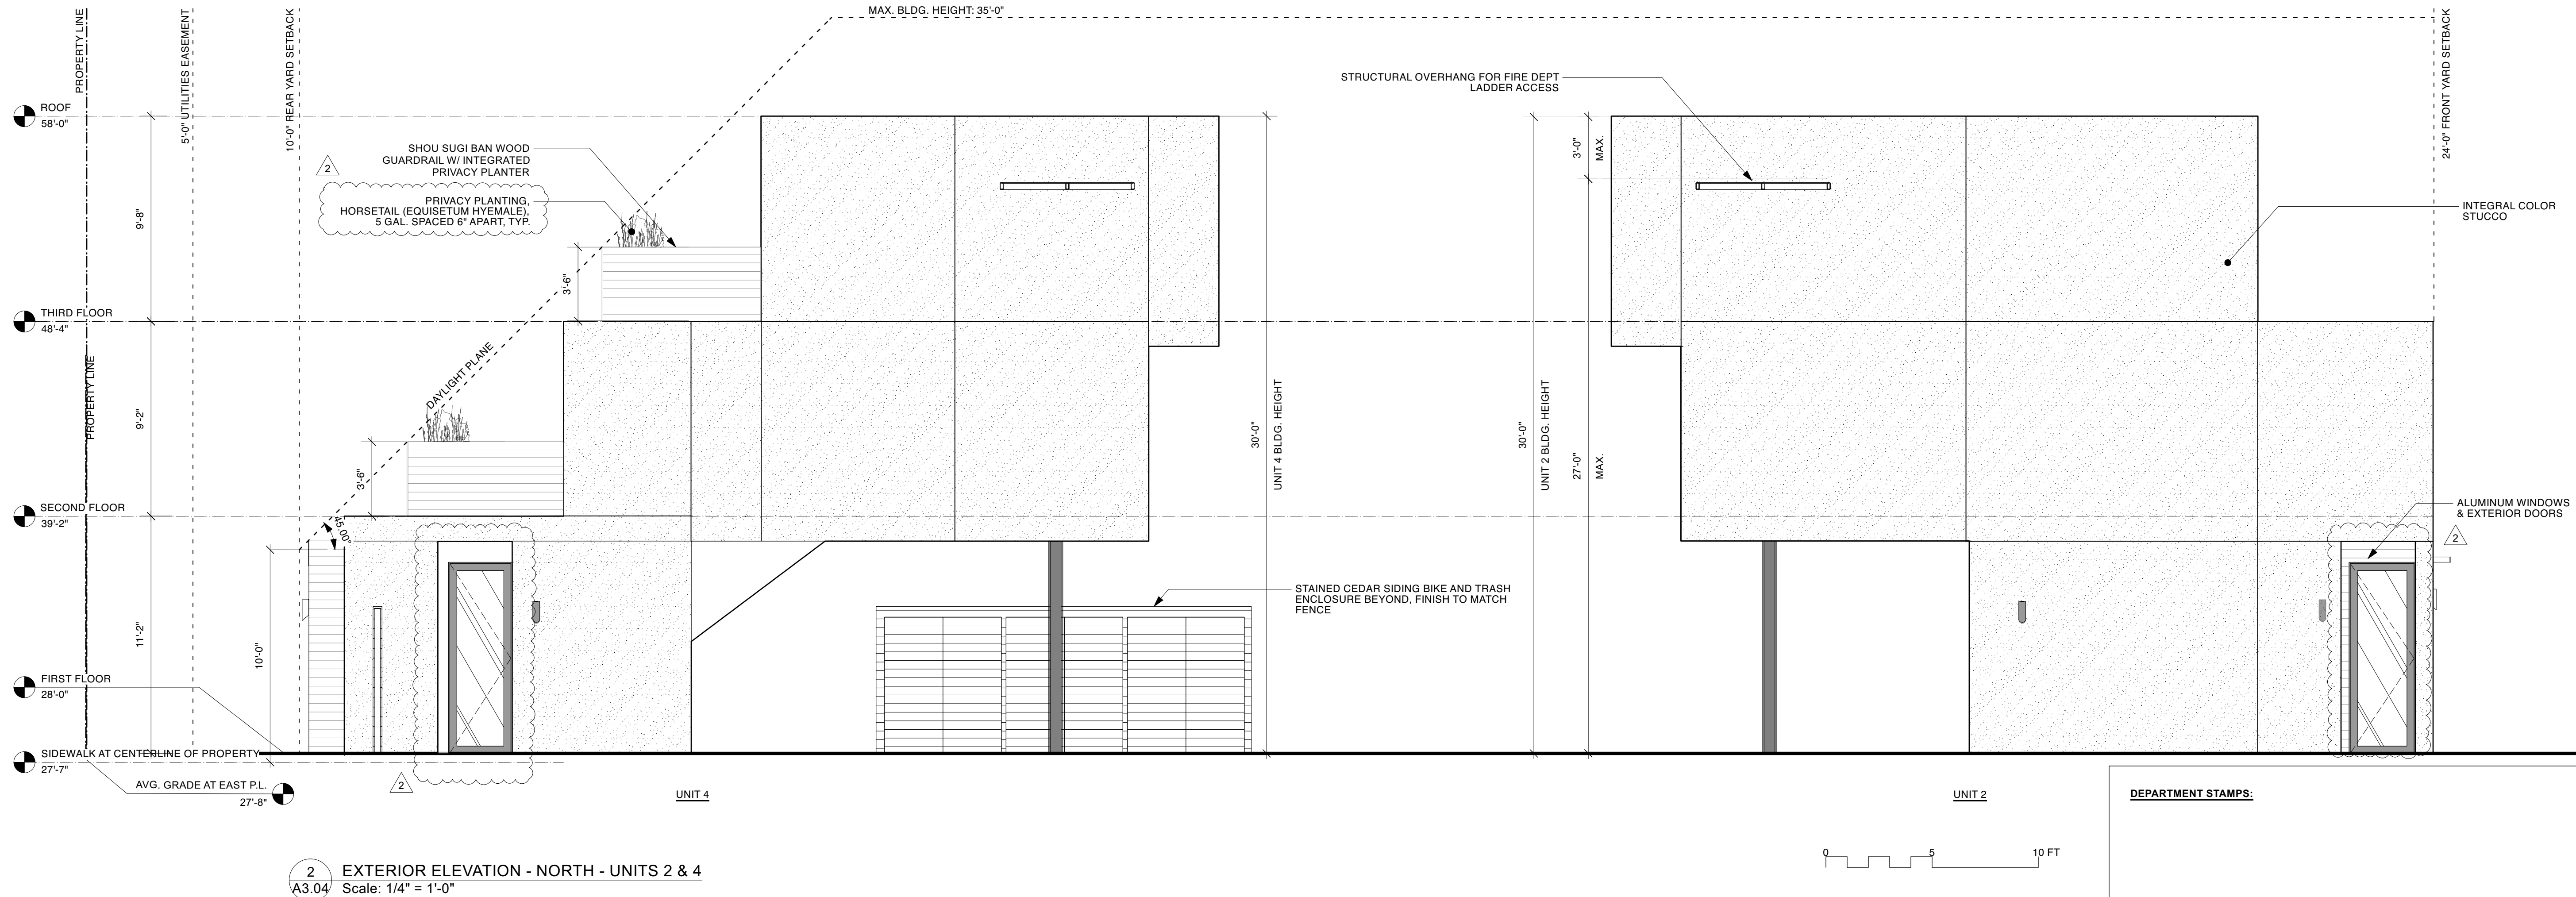 MAX. BLDG. HEIGHT: 35'-0"
PROPERTY LINE
5'-0" UTILITIES EASEMENT
10'-0" REAR YARD SETBACK
24'-0" FRONT YARD SETBACK
STRUCTURAL OVERHANG FOR FIRE DEPT
LADDER ACCESS
ROOF
58'-0"
SHOU SUGI BAN WOOD
GUARDRAIL W/ INTEGRATED
PRIVACY PLANTER
2
PRIVACY PLANTING,
HORSETAIL (EQUISETUM HYEMALE),
5 GAL. SPACED 6" APART, TYP.
3'-0"
MAX.
INTEGRAL COLOR
STUCCO
9'-8"
3'-6"
THIRD FLOOR
48'-4"
PROPERTY LINE
DAYLIGHT PLANE
9'-2"
3'-6"
30'-0"
UNIT 4 BLDG. HEIGHT
30'-0"
UNIT 2 BLDG. HEIGHT
27'-0"
MAX.
SECOND FLOOR
39'-2"
45.00°
ALUMINUM WINDOWS
& EXTERIOR DOORS
2
STAINED CEDAR SIDING BIKE AND TRASH
ENCLOSURE BEYOND, FINISH TO MATCH
FENCE
11'-2"
10'-0"
FIRST FLOOR
28'-0"
SIDEWALK AT CENTERLINE OF PROPERTY
27'-7"
AVG. GRADE AT EAST P.L.
27'-8"
2
UNIT 4
UNIT 2
DEPARTMENT STAMPS:
0 5 10 FT
2
A3.04
EXTERIOR ELEVATION - NORTH - UNITS 2 & 4
Scale: 1/4" = 1'-0"